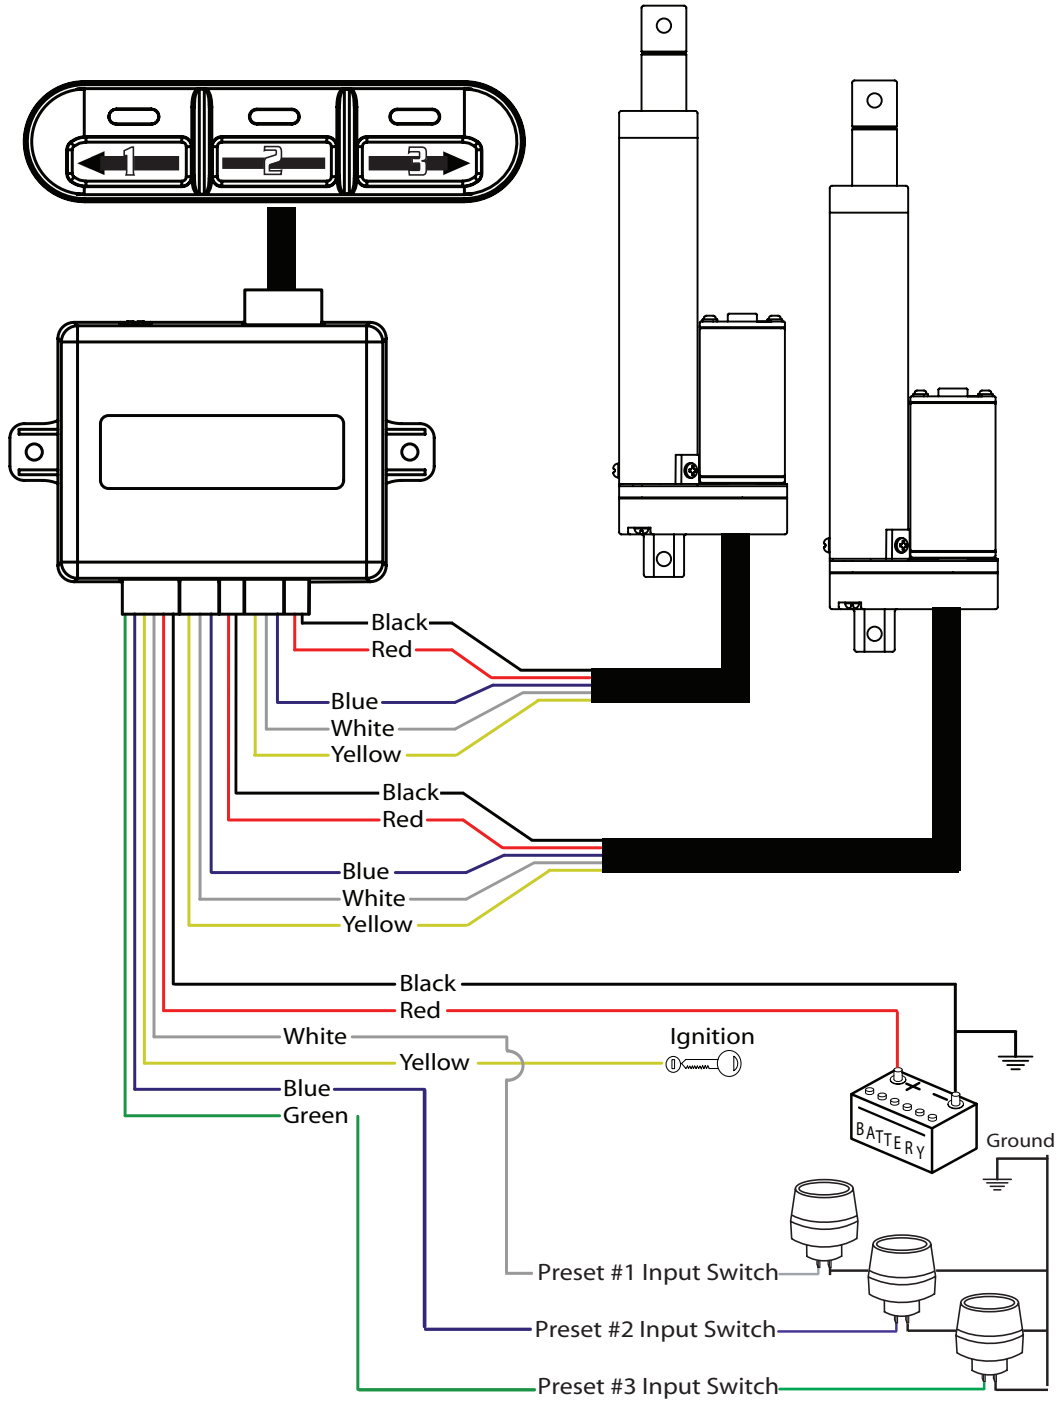 1 2 3
Black
Red
Blue
White
Yellow
Black
Red
Blue
White
Yellow
Black
Red
White
Ignition
Yellow
Blue
Green
+ −
BATTERY
Ground
Preset #1 Input Switch
Preset #2 Input Switch
Preset #3 Input Switch